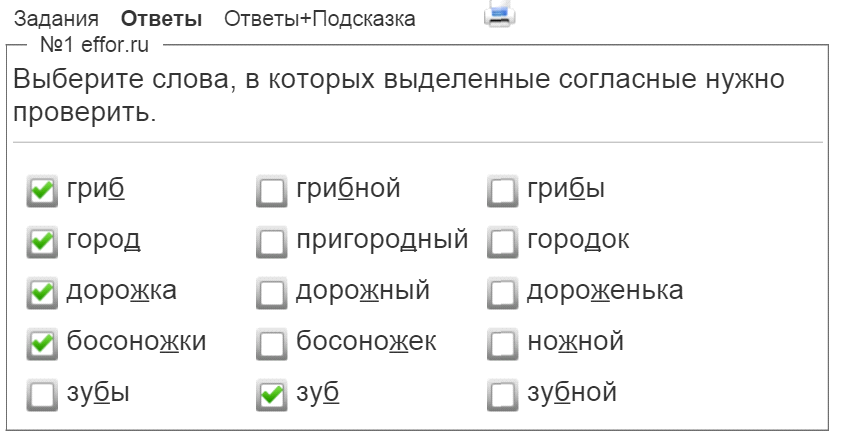 Задания Ответы Ответы+Подсказка
№1 effor.ru
Выберите слова, в которых выделенные согласные нужно
проверить.
гриб грибной грибы
город пригородный городок
дорожка дорожный дороженька
босоножки босоножек ножной
зубы зуб зубной